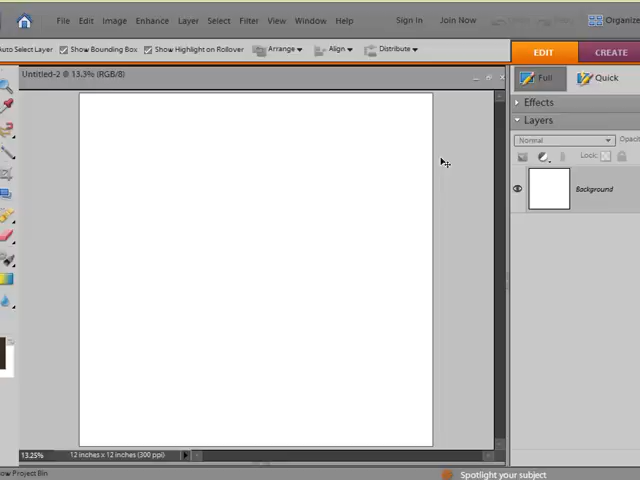 File Edit Image Enhance Layer Select Filter View Window Help Sign In Join Now Organize
Auto Select Layer Show Bounding Box Show Highlight on Rollover Arrange Align Distribute
EDIT CREATE
Untitled-2 @ 13.3% (RGB/8)
Full Quick
Effects
Layers
Normal Opaci
Lock:
Background
13.25% 12 inches x 12 inches (300 ppi)
ow Project Bin Spotlight your subject